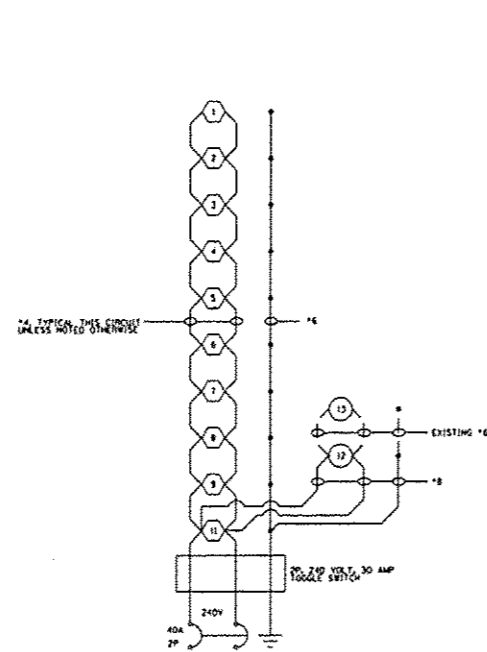 1
2
3
4
5
*4, TYPICAL THIS CIRCUIT
UNLESS NOTED OTHERWISE
*6
6
7
13
8
EXISTING *6
12
9
*8
11
2P, 240 VOLT, 30 AMP
TOGGLE SWITCH
240V
40A
2P